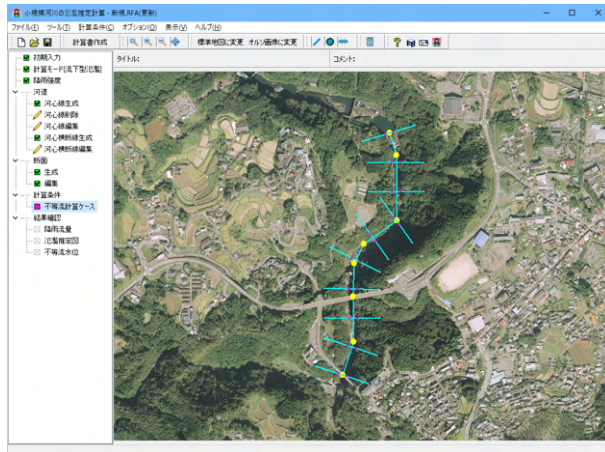 小規模河川の氾濫推定計算 - 新規.RFA(更新)
ファイル(F) ツール(T) 計算条件(C) オプション(O) 表示(V) ヘルプ(H)
計算書作成 標準地図に変更 オルソ画像に変更
タイトル: コメント:
初期入力
計算モード[流下型氾濫]
降雨強度
河道
河心線生成
河心線削除
河心線編集
河心横断線生成
河心横断線編集
断面
生成
編集
計算条件
不等流計算ケース
結果確認
降雨流量
氾濫推定図
不等流水位